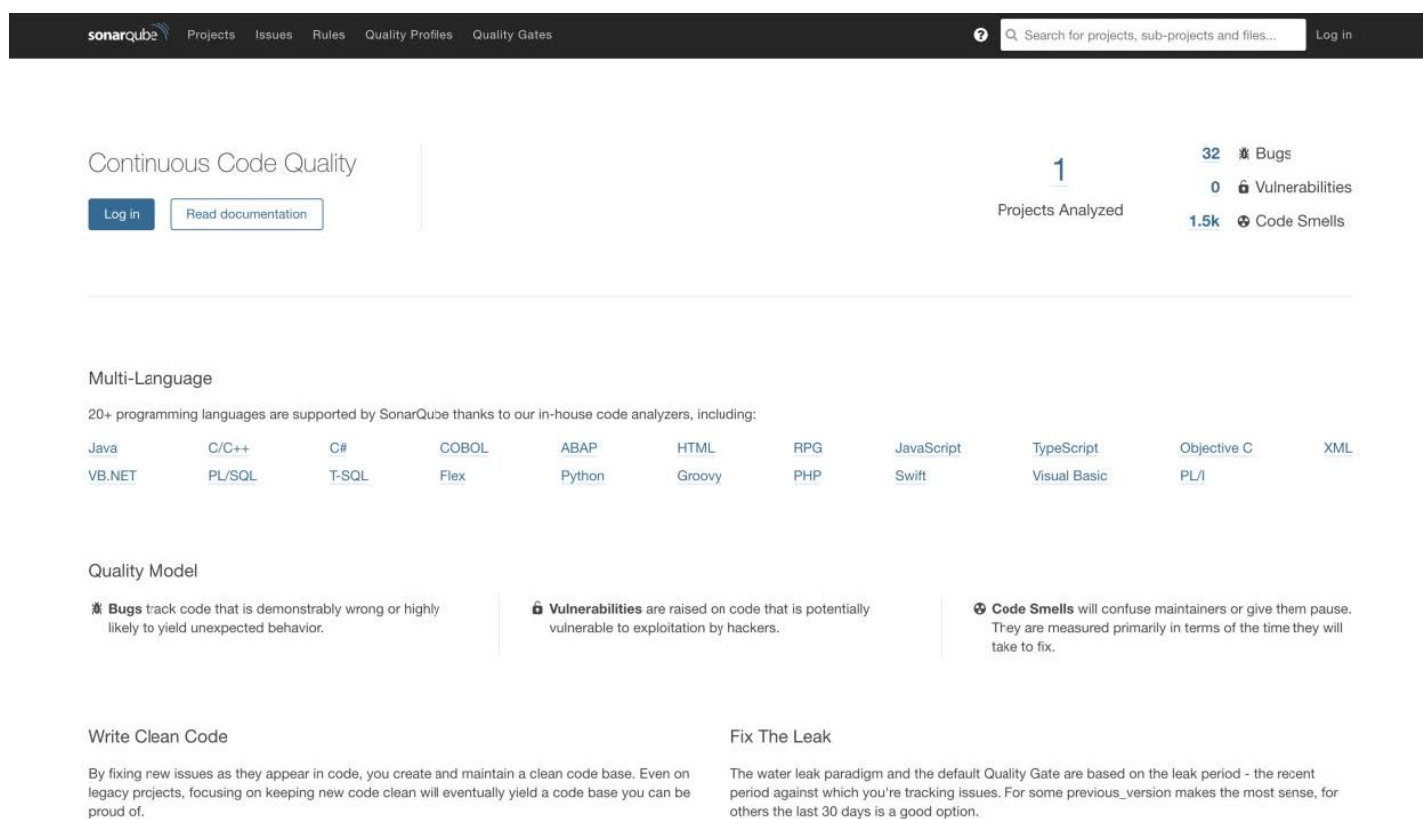 sonarqube Projects Issues Rules Quality Profiles Quality Gates ? Search for projects, sub-projects and files... Log in
Continuous Code Quality
Log in Read documentation
1
Projects Analyzed
32 Bugs
0 Vulnerabilities
1.5k Code Smells
Multi-Language
20+ programming languages are supported by SonarQube thanks to our in-house code analyzers, including:
Java C/C++ C# COBOL ABAP HTML RPG JavaScript TypeScript Objective C XML
VB.NET PL/SQL T-SQL Flex Python Groovy PHP Swift Visual Basic PL/I
Quality Model
Bugs track code that is demonstrably wrong or highly
likely to yield unexpected behavior.
Vulnerabilities are raised on code that is potentially
vulnerable to exploitation by hackers.
Code Smells will confuse maintainers or give them pause.
They are measured primarily in terms of the time they will
take to fix.
Write Clean Code
By fixing new issues as they appear in code, you create and maintain a clean code base. Even on
legacy projects, focusing on keeping new code clean will eventually yield a code base you can be
proud of.
Fix The Leak
The water leak paradigm and the default Quality Gate are based on the leak period - the recent
period against which you're tracking issues. For some previous_version makes the most sense, for
others the last 30 days is a good option.